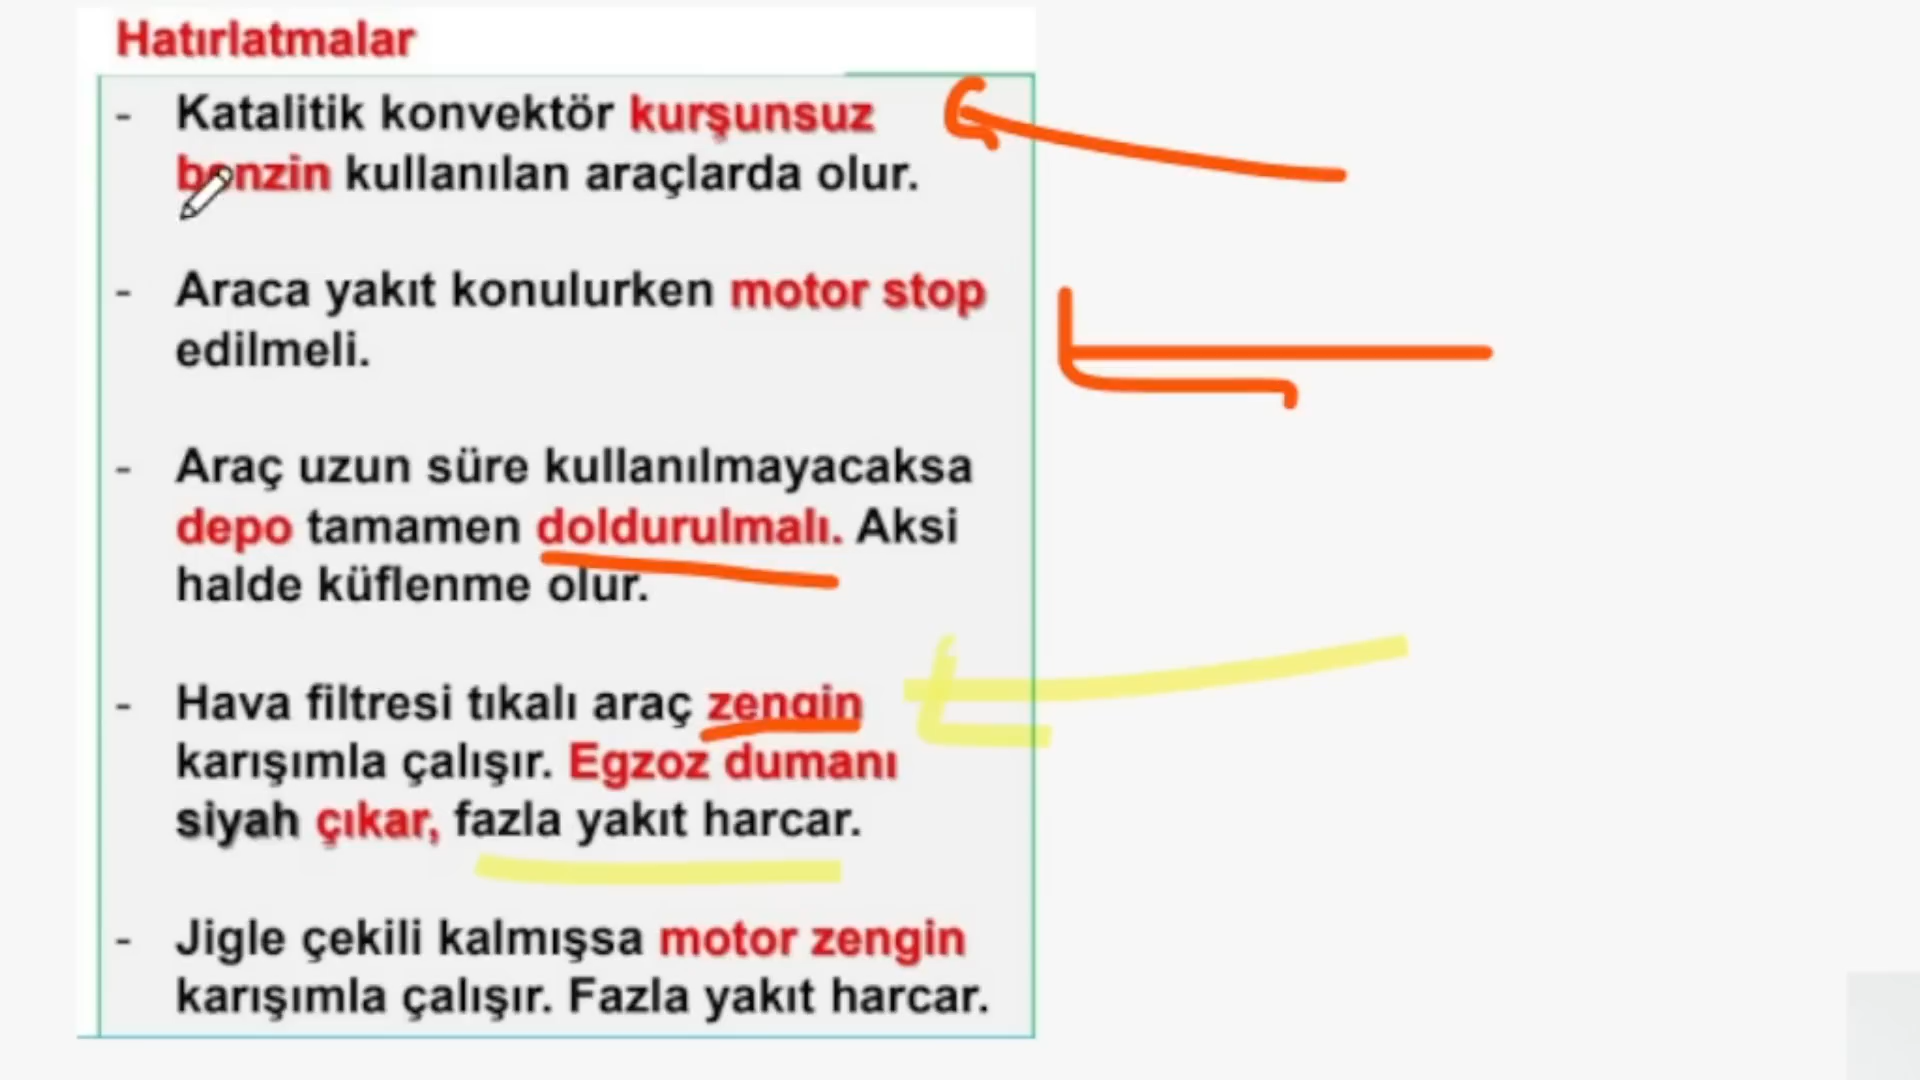 Hatırlatmalar
- Katalitik konvektör kurşunsuz
benzin kullanılan araçlarda olur.
- Araca yakıt konulurken motor stop
edilmeli.
- Araç uzun süre kullanılmayacaksa
depo tamamen doldurulmalı. Aksi
halde küflenme olur.
- Hava filtresi tıkalı araç zengin
karışımla çalışır. Egzoz dumanı
siyah çıkar, fazla yakıt harcar.
- Jigle çekili kalmışsa motor zengin
karışımla çalışır. Fazla yakıt harcar.